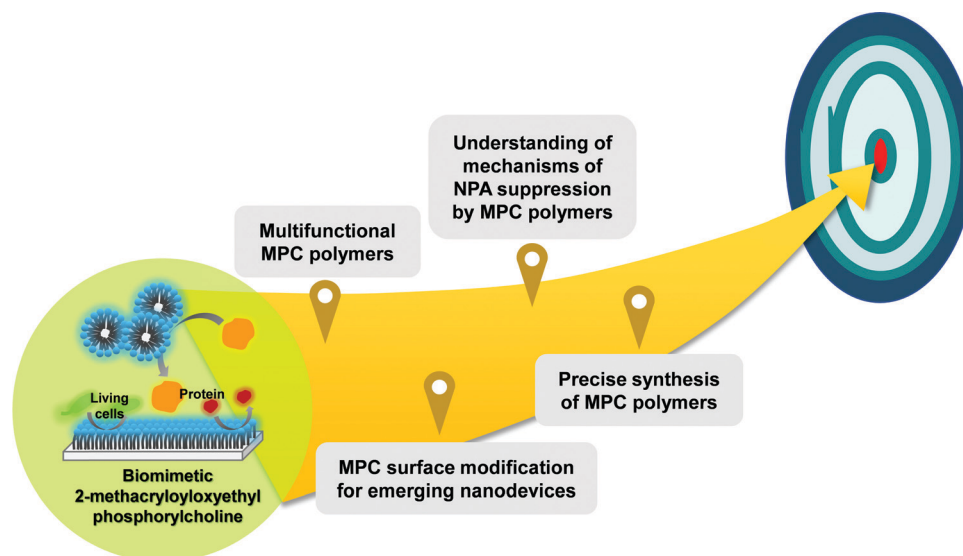 Understanding of
mechanisms of
NPA suppression
by MPC polymers
Multifunctional
MPC polymers
Precise synthesis
of MPC polymers
MPC surface modification
for emerging nanodevices
Living
cells
Protein
Biomimetic
2-methacryloyloxyethyl
phosphorylcholine